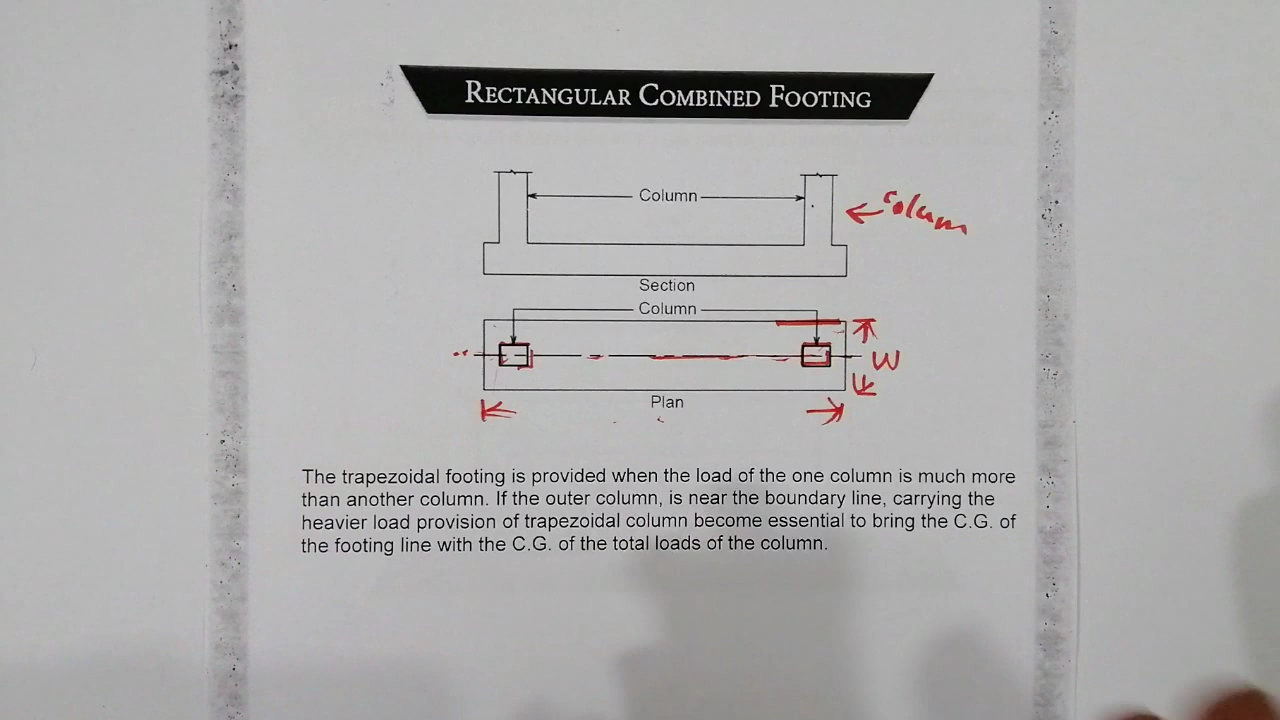 RECTANGULAR COMBINED FOOTING
Column
Colum
Section
Column
W
Plan
The trapezoidal footing is provided when the load of the one column is much more
than another column. If the outer column, is near the boundary line, carrying the
heavier load provision of trapezoidal column become essential to bring the C.G. of
the footing line with the C.G. of the total loads of the column.